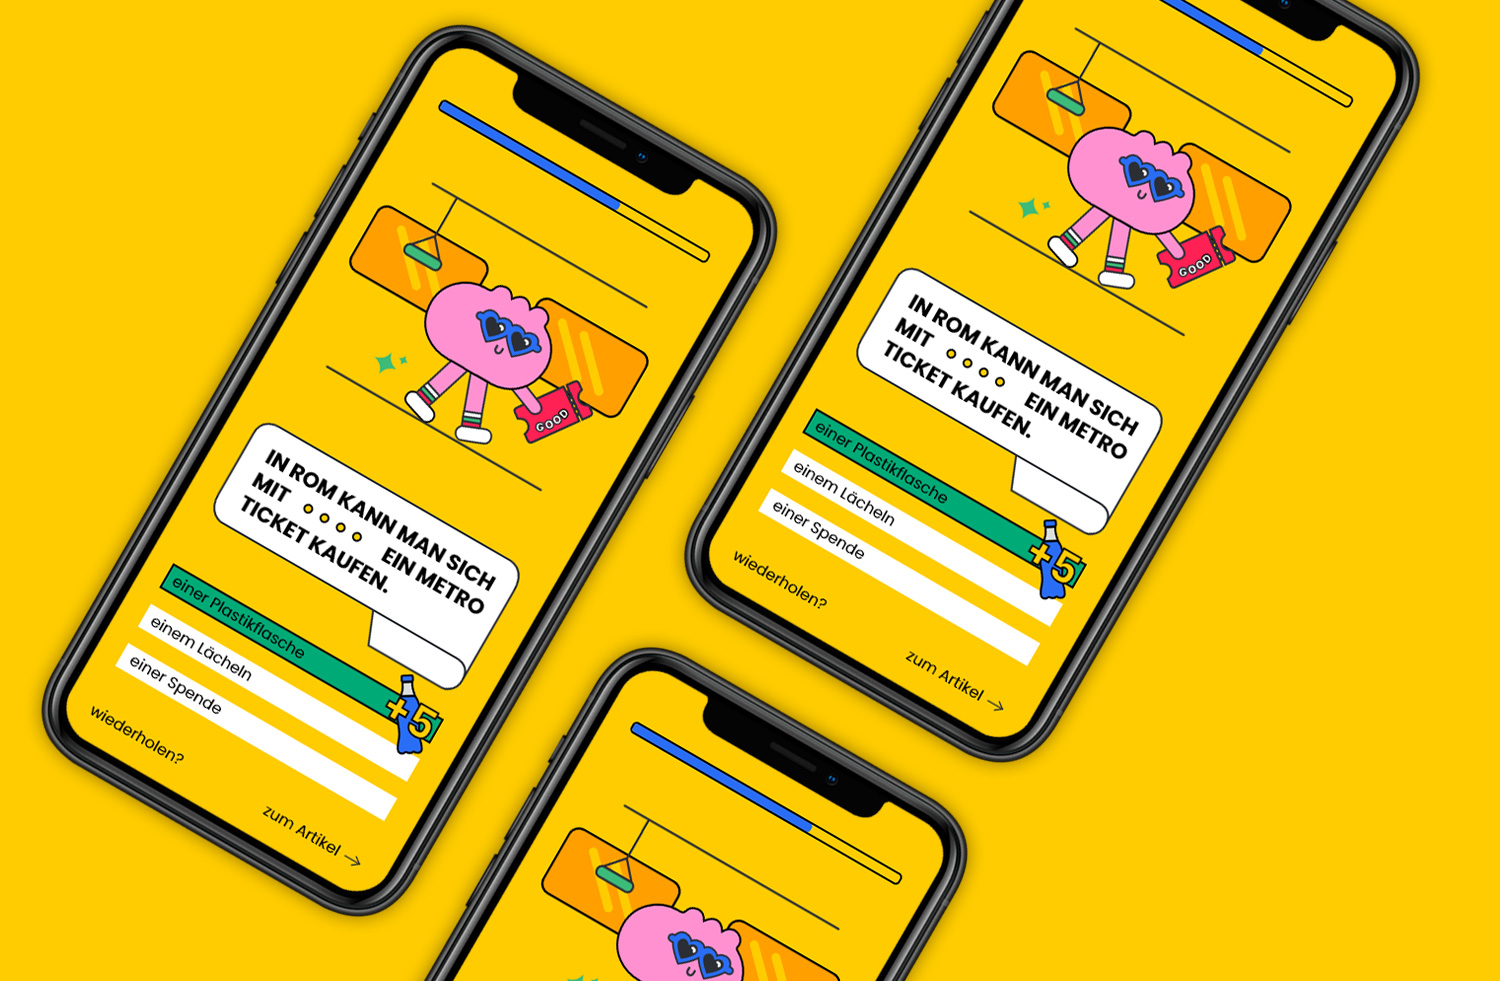 GOOD
IN ROM KANN MAN SICH
MIT EIN METRO
TICKET KAUFEN.
einer Plastikflasche
+5
einem Lächeln
einer Spende
wiederholen?
zum Artikel →
GOOD
IN ROM KANN MAN SICH
MIT EIN METRO
TICKET KAUFEN.
einer Plastikflasche
+5
einem Lächeln
einer Spende
wiederholen?
zum Artikel →